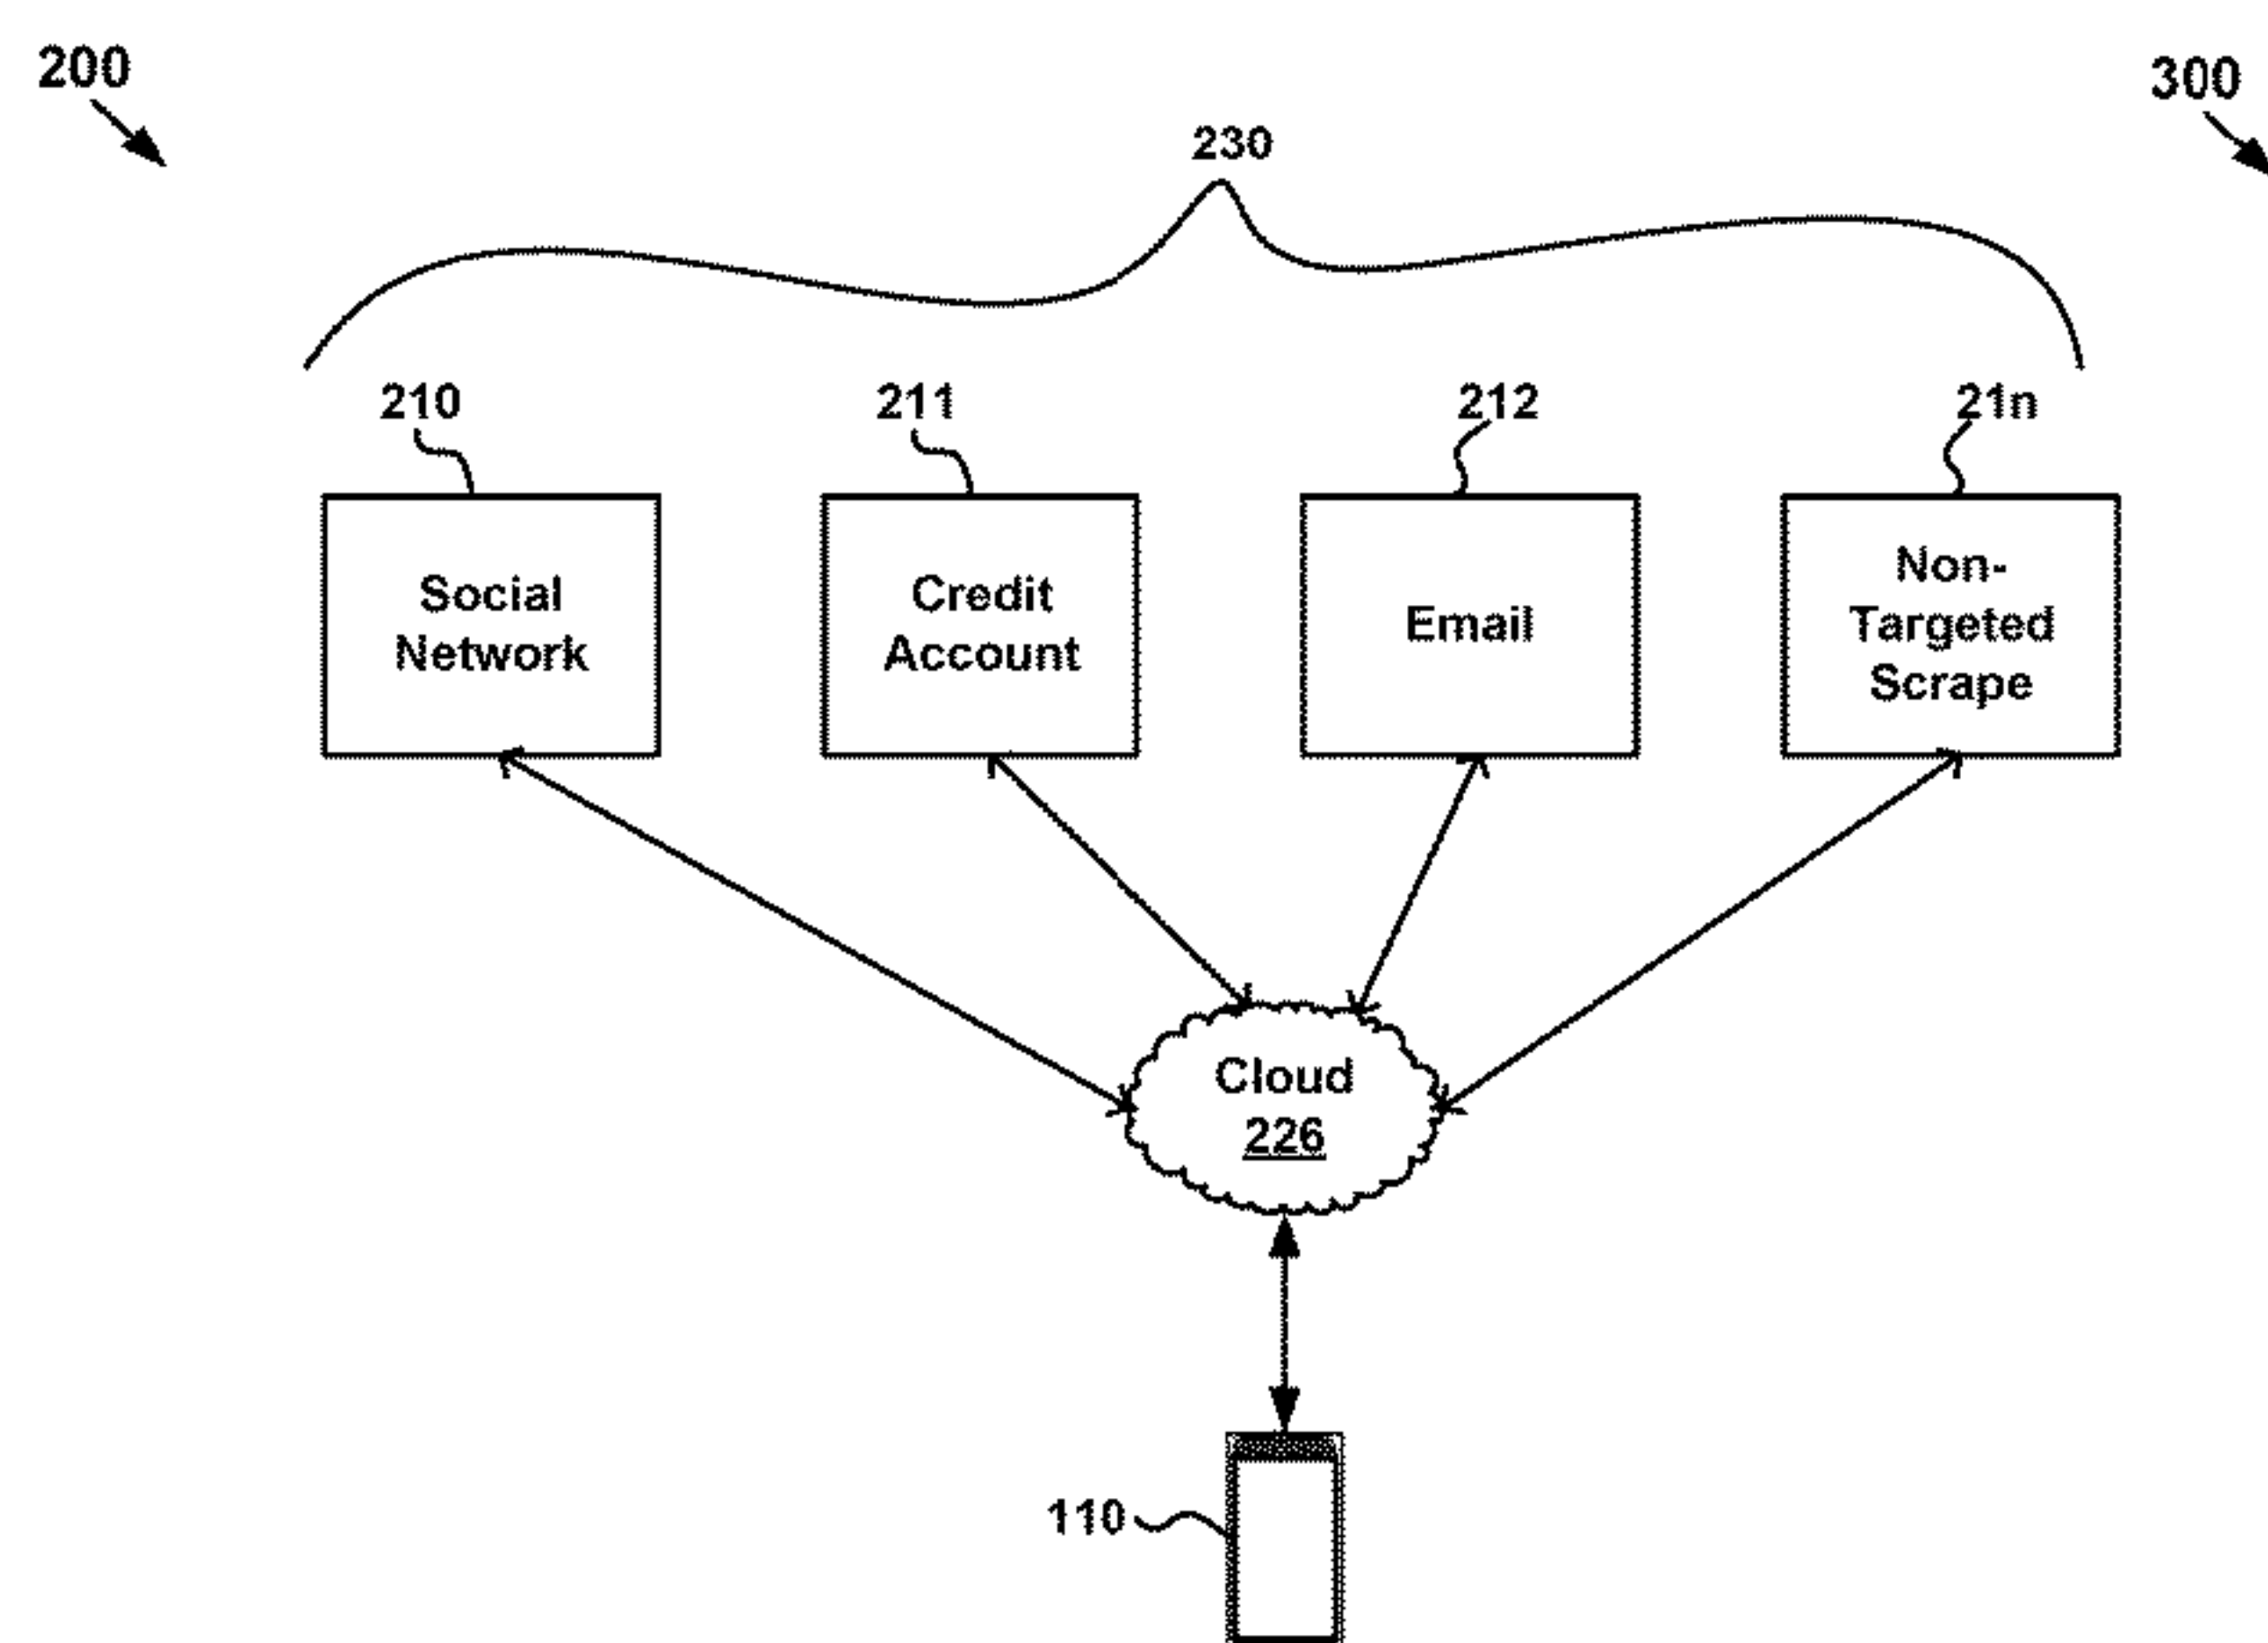 200
300
230
210
211
212
21n
Social
Network
Credit
Account
Email
Non-
Targeted
Scrape
Cloud
226
110